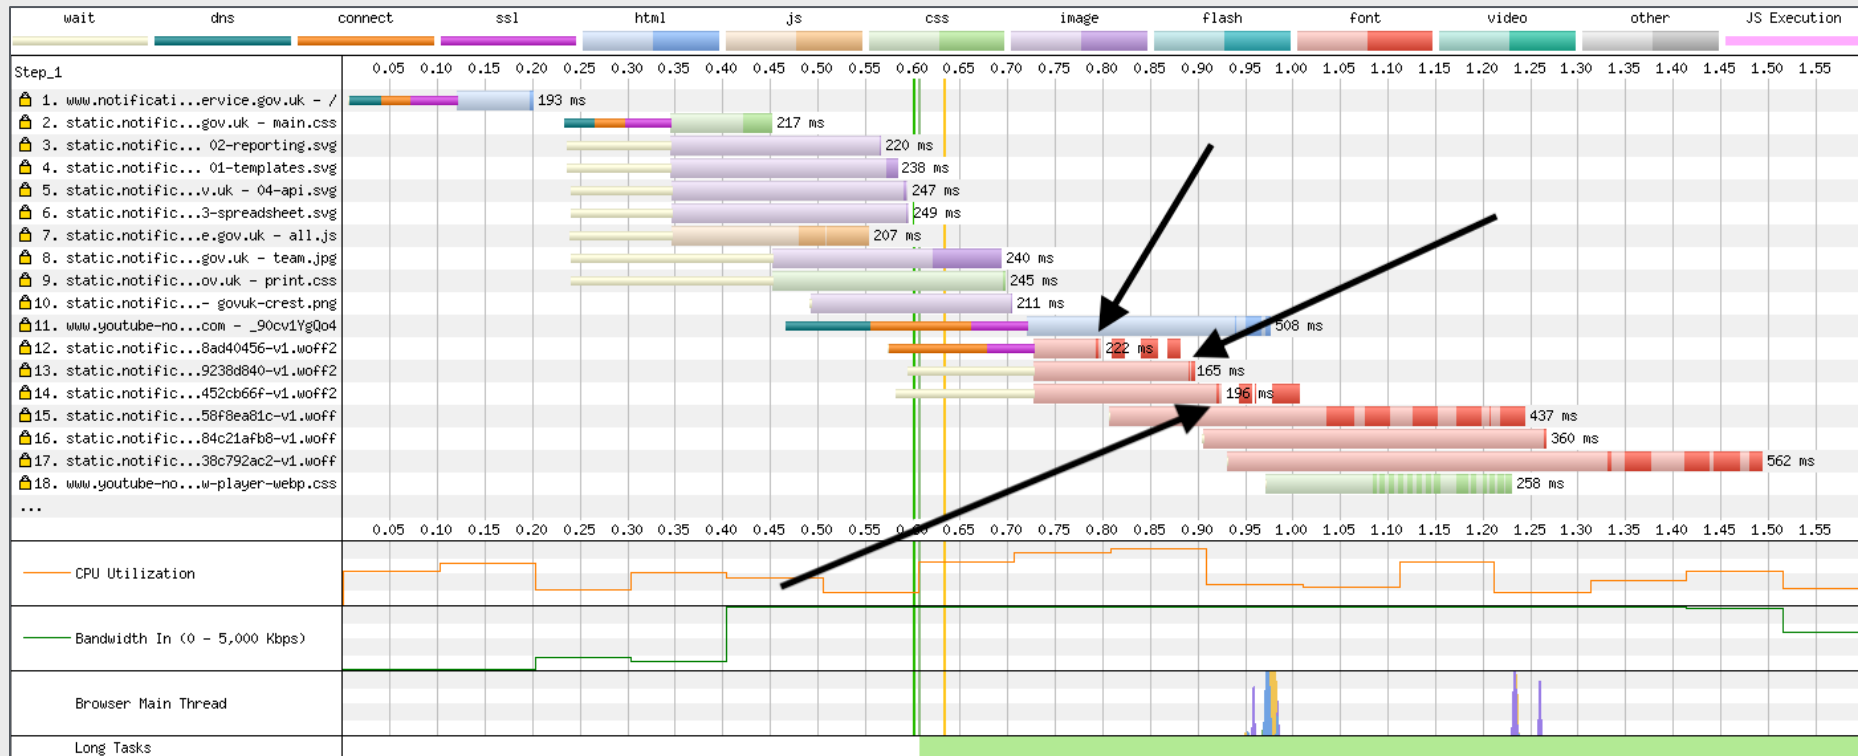 wait dns connect ssl html js css image flash font video other JS Execution
Step_1 0.05 0.10 0.15 0.20 0.25 0.30 0.35 0.40 0.45 0.50 0.55 0.60 0.65 0.70 0.75 0.80 0.85 0.90 0.95 1.00 1.05 1.10 1.15 1.20 1.25 1.30 1.35 1.40 1.45 1.50 1.55
1. www.notificati...ervice.gov.uk - / 193 ms
2. static.notific...gov.uk - main.css 217 ms
3. static.notific... 02-reporting.svg 220 ms
4. static.notific... 01-templates.svg 238 ms
5. static.notific...v.uk - 04-api.svg 247 ms
6. static.notific...3-spreadsheet.svg 249 ms
7. static.notific...e.gov.uk - all.js 207 ms
8. static.notific...gov.uk - team.jpg 240 ms
9. static.notific...ov.uk - print.css 245 ms
10. static.notific...- govuk-crest.png 211 ms
11. www.youtube-no...com - _90cv1YgQo4 508 ms
12. static.notific...8ad40456-v1.woff2 222 ms
13. static.notific...9238d840-v1.woff2 165 ms
14. static.notific...452cb66f-v1.woff2 196 ms
15. static.notific...58f8ea81c-v1.woff 437 ms
16. static.notific...84c21afb8-v1.woff 360 ms
17. static.notific...38c792ac2-v1.woff 562 ms
18. www.youtube-no...w-player-webp.css 258 ms
...
0.05 0.10 0.15 0.20 0.25 0.30 0.35 0.40 0.45 0.50 0.55 0.60 0.65 0.70 0.75 0.80 0.85 0.90 0.95 1.00 1.05 1.10 1.15 1.20 1.25 1.30 1.35 1.40 1.45 1.50 1.55
CPU Utilization
Bandwidth In (0 - 5,000 Kbps)
Browser Main Thread
Long Tasks